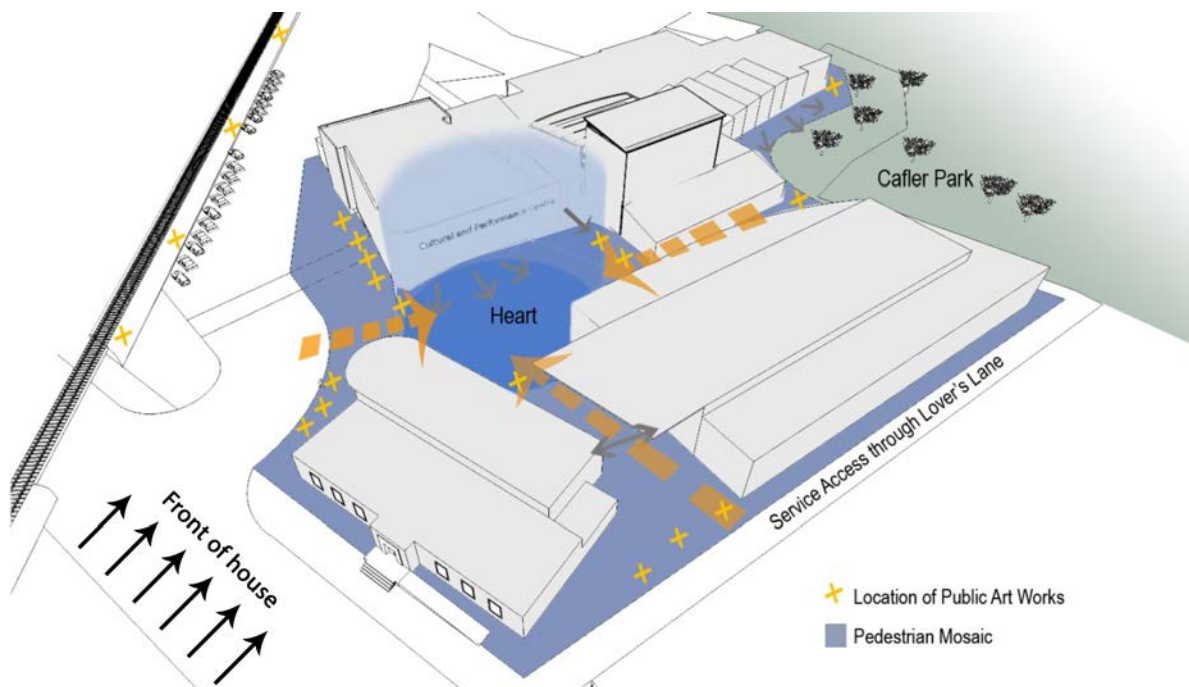 Cafler Park
Cultural and Performance Centre
Heart
Service Access through Lover's Lane
Front of house
Location of Public Art Works
Pedestrian Mosaic